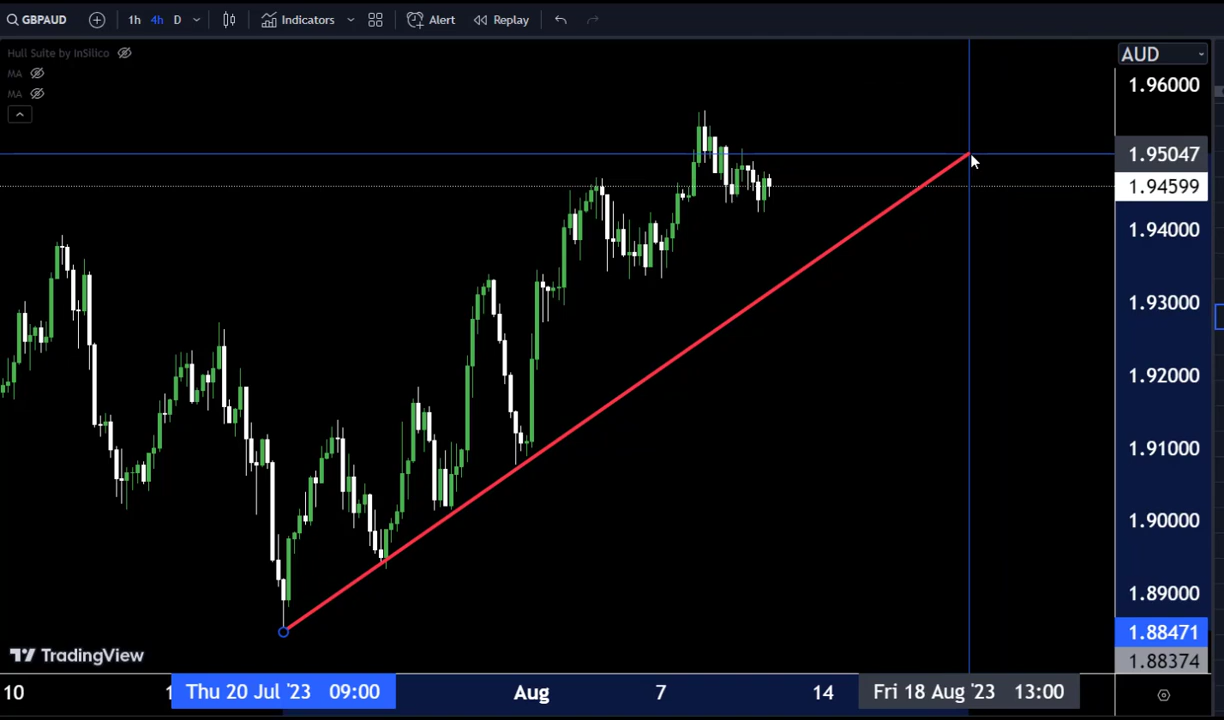 GBPAUD 1h 4h D Indicators Alert Replay
Hull Suite by InSilico
MA
MA
AUD
1.96000
1.95047
1.94599
1.94000
1.93000
1.92000
1.91000
1.90000
1.89000
1.88471
1.88374
TradingView
10 Thu 20 Jul '23 09:00 Aug 7 14 Fri 18 Aug '23 13:00